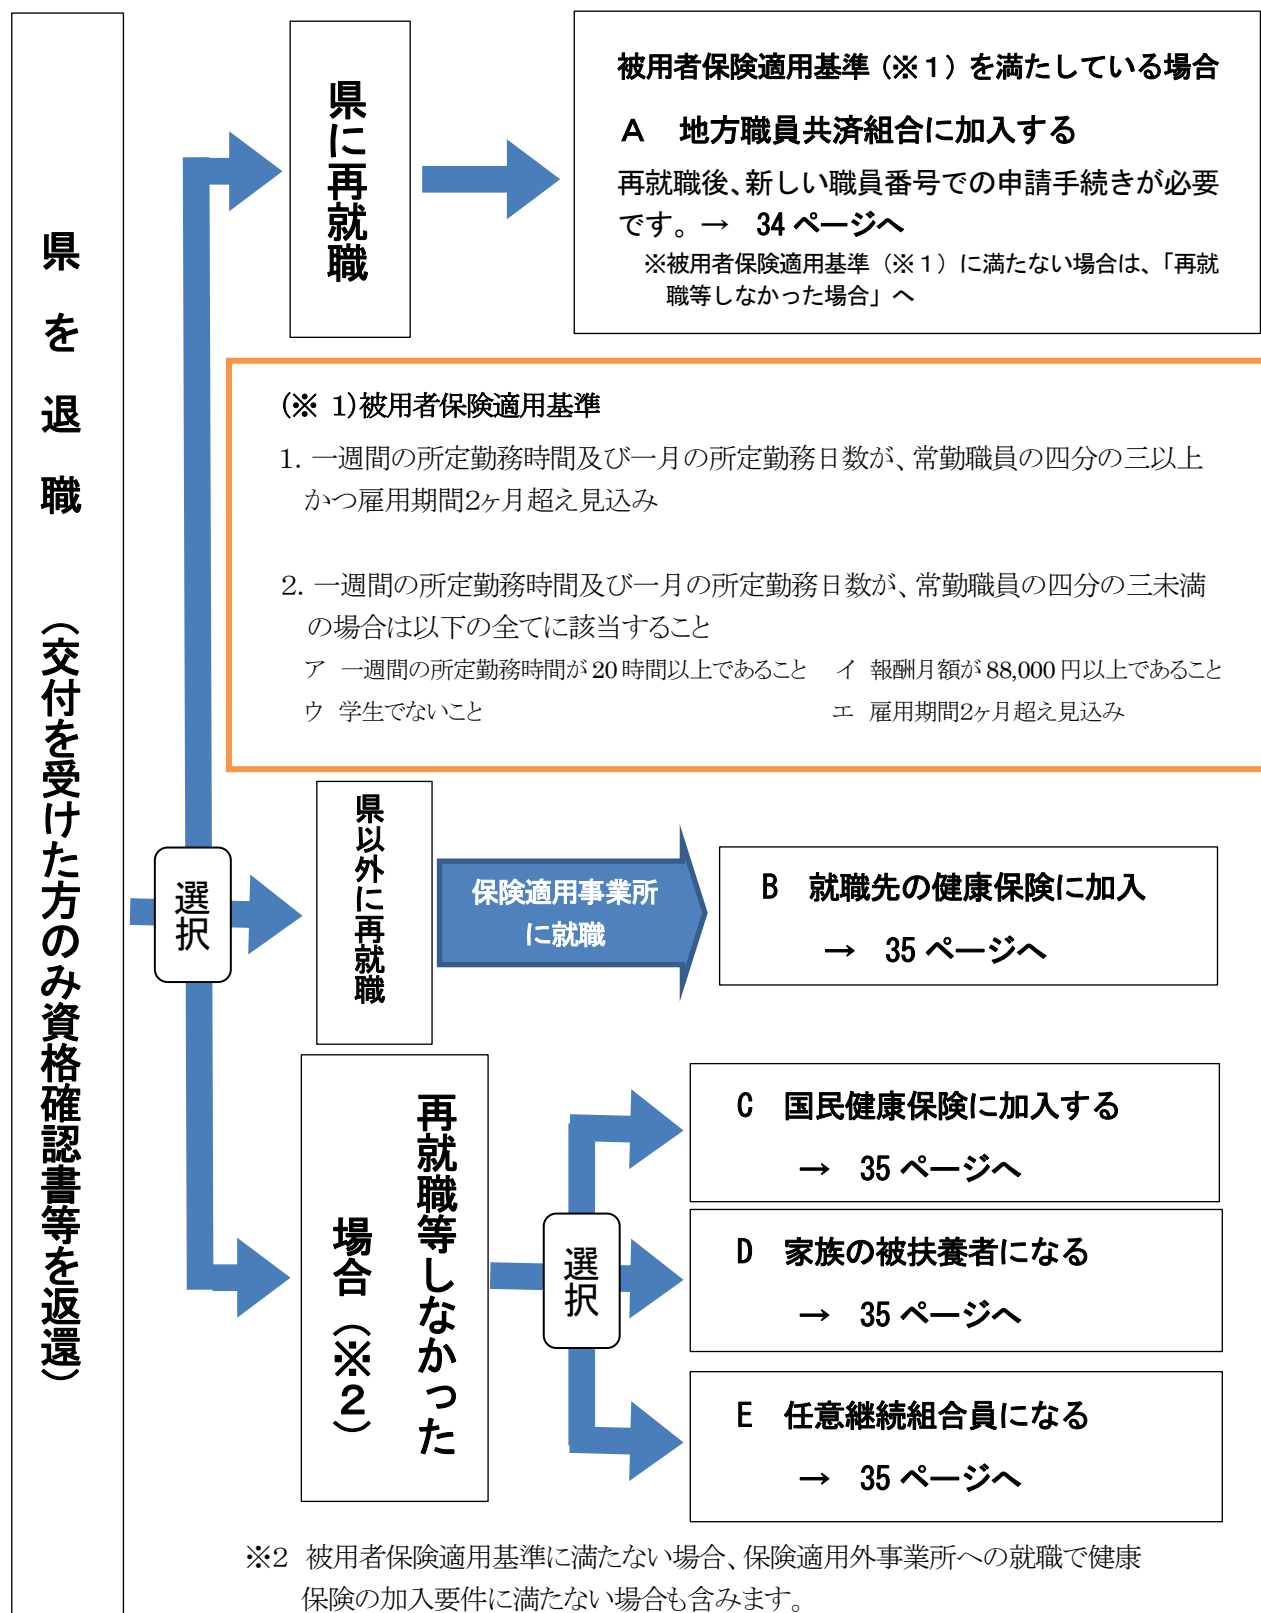 県を退職　（交付を受けた方のみ資格確認書等を返還）
選択
県に再就職
被用者保険適用基準（※１）を満たしている場合
Ａ　地方職員共済組合に加入する
再就職後、新しい職員番号での申請手続きが必要
です。→　34 ページへ
※被用者保険適用基準（※１）に満たない場合は、「再就
職等しなかった場合」へ
(※ 1)被用者保険適用基準
1. 一週間の所定勤務時間及び一月の所定勤務日数が、常勤職員の四分の三以上
かつ雇用期間2ヶ月超え見込み
2. 一週間の所定勤務時間及び一月の所定勤務日数が、常勤職員の四分の三未満
の場合は以下の全てに該当すること
ア　一週間の所定勤務時間が 20 時間以上であること　イ　報酬月額が 88,000 円以上であること
ウ　学生でないこと　エ　雇用期間2ヶ月超え見込み
県以外に再就職
保険適用事業所
に就職
Ｂ　就職先の健康保険に加入
→　35 ページへ
再就職等しなかった
場合（※２）
選択
Ｃ　国民健康保険に加入する
→　35 ページへ
Ｄ　家族の被扶養者になる
→　35 ページへ
Ｅ　任意継続組合員になる
→　35 ページへ
※2　被用者保険適用基準に満たない場合、保険適用外事業所への就職で健康
保険の加入要件に満たない場合も含みます。